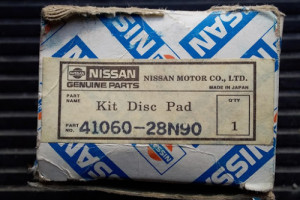 NISSAN
GENUINE PARTS
NISSAN MOTOR CO., LTD.
MADE IN JAPAN
PART NAME
Kit Disc Pad
Q'TY
PART NO.
41060-28N90
1